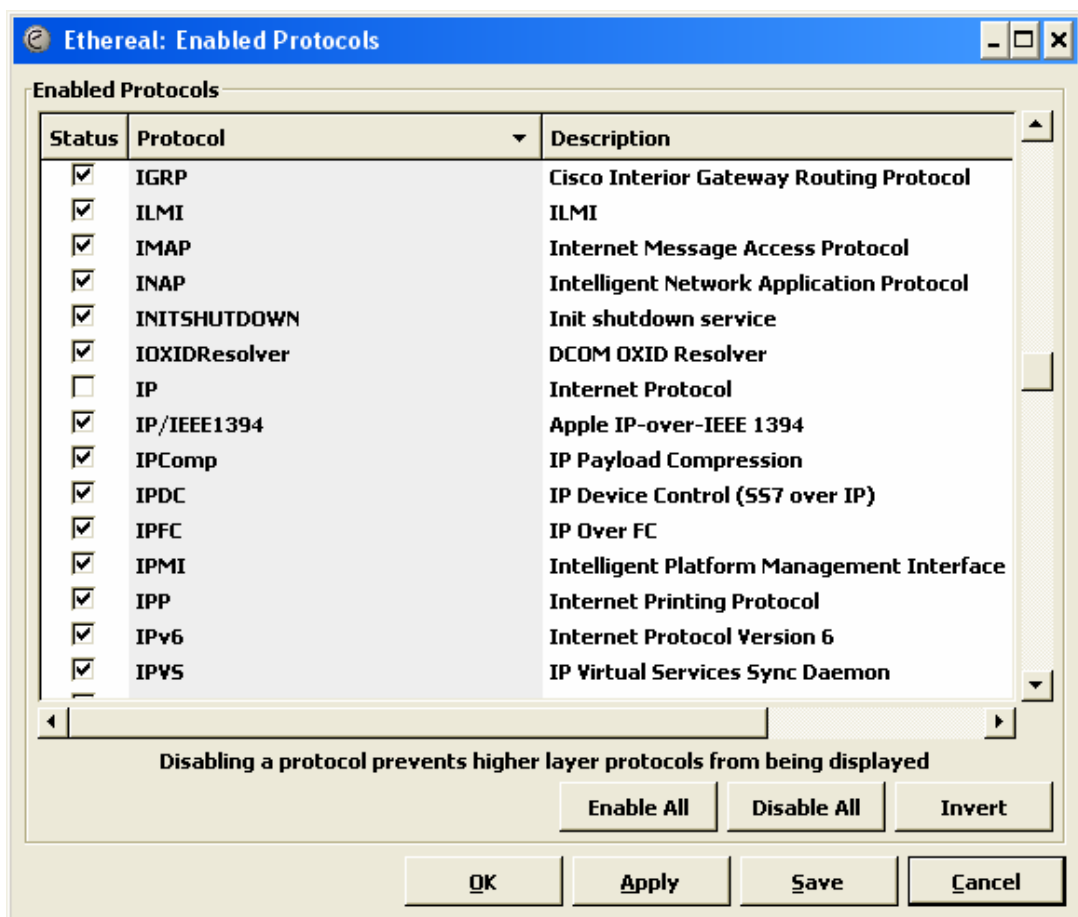 Ethereal: Enabled Protocols
Enabled Protocols
Status Protocol Description
IGRP Cisco Interior Gateway Routing Protocol
ILMI ILMI
IMAP Internet Message Access Protocol
INAP Intelligent Network Application Protocol
INITSHUTDOWN Init shutdown service
IOXIDResolver DCOM OXID Resolver
IP Internet Protocol
IP/IEEE1394 Apple IP-over-IEEE 1394
IPComp IP Payload Compression
IPDC IP Device Control (SS7 over IP)
IPFC IP Over FC
IPMI Intelligent Platform Management Interface
IPP Internet Printing Protocol
IPv6 Internet Protocol Version 6
IPVS IP Virtual Services Sync Daemon
Disabling a protocol prevents higher layer protocols from being displayed
Enable All Disable All Invert
OK Apply Save Cancel